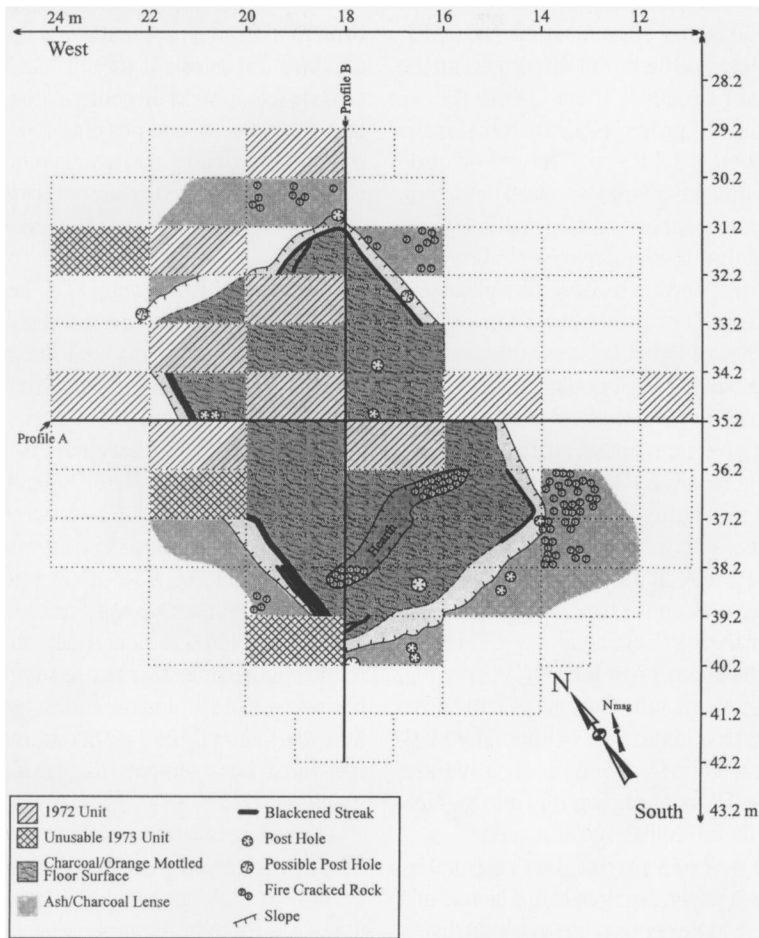 24 m 22 20 18 16 14 12
West
Profile B
28.2
29.2
30.2
31.2
32.2
33.2
34.2
35.2
Profile A
36.2
37.2
Hearth
38.2
39.2
40.2
N
Nmag
41.2
42.2
South
43.2 m
1972 Unit
Unusable 1973 Unit
Charcoal/Orange Mottled
Floor Surface
Ash/Charcoal Lense
Blackened Streak
Post Hole
Possible Post Hole
Fire Cracked Rock
Slope